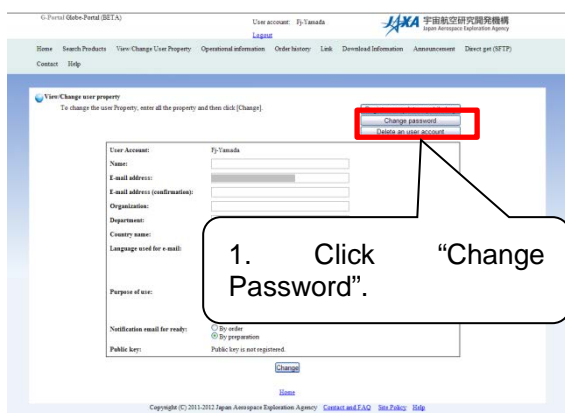 G-Portal Globe-Portal (BETA)
User account: Fj-Yamada
Logout
JAXA 宇宙航空研究開発機構
Japan Aerospace Exploration Agency
Home Search Products View/Change User Property Operational information Order history Link Download Information Announcement Direct get (SFTP)
Contact Help
View/Change user property
To change the user Property, enter all the property and then click [Change].
Change password
Delete an user account
User Account: Fj-Yamada
Name:
E-mail address:
E-mail address (confirmation):
Organization:
Department:
Country name:
Language used for e-mail:
1. Click “Change
Password”.
Purpose of use:
Notification email for ready: By order
By preparation
Public key: Public key is not registered.
Change
Home
Copyright (C) 2011-2012 Japan Aerospace Exploration Agency Contact and FAQ Site Policy Help